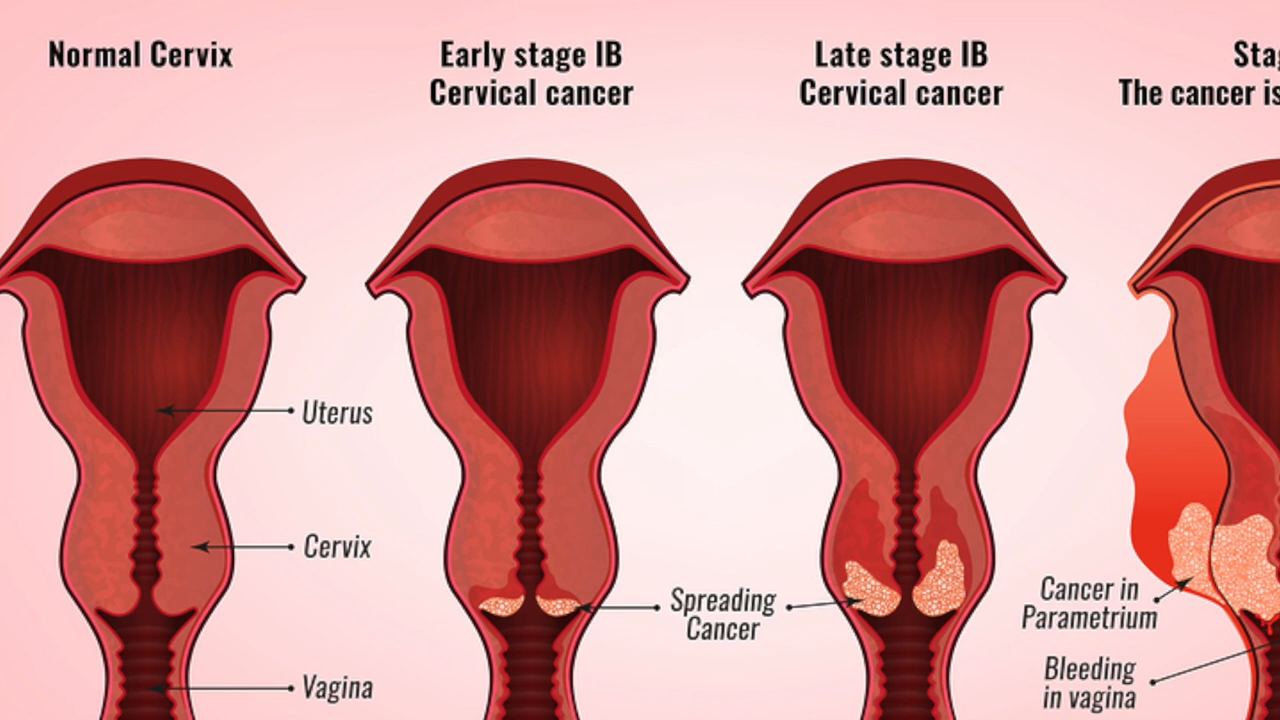 Normal Cervix
Early stage IB
Cervical cancer
Late stage IB
Cervical cancer
The cancer
Uterus
Cervix
Vagina
Spreading
Cancer
Cancer in
Parametrium
Bleeding
in vagina